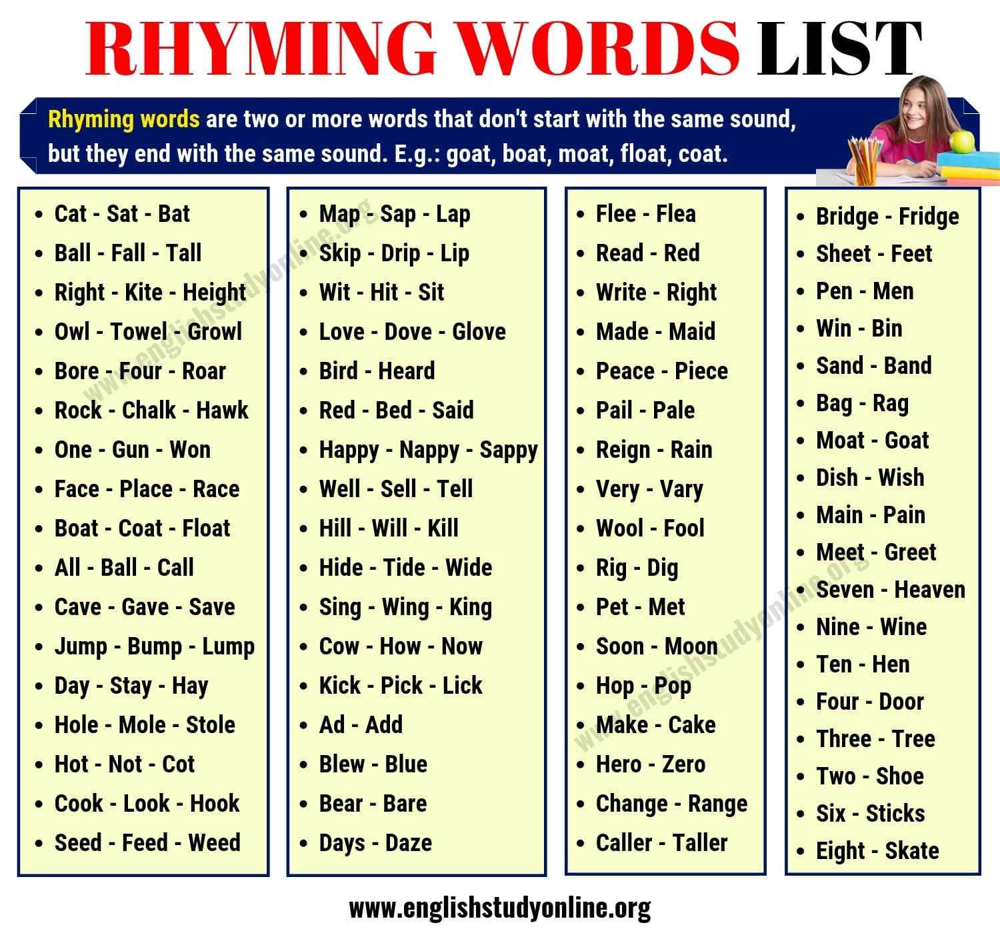 RHYMING WORDS LIST
Rhyming words are two or more words that don't start with the same sound,
but they end with the same sound. E.g.: goat, boat, moat, float, coat.
• Cat - Sat - Bat
• Ball - Fall - Tall
• Right - Kite - Height
• Owl - Towel - Growl
• Bore - Four - Roar
• Rock - Chalk - Hawk
• One - Gun - Won
• Face - Place - Race
• Boat - Coat - Float
• All - Ball - Call
• Cave - Gave - Save
• Jump - Bump - Lump
• Day - Stay - Hay
• Hole - Mole - Stole
• Hot - Not - Cot
• Cook - Look - Hook
• Seed - Feed - Weed
• Map - Sap - Lap
• Skip - Drip - Lip
• Wit - Hit - Sit
• Love - Dove - Glove
• Bird - Heard
• Red - Bed - Said
• Happy - Nappy - Sappy
• Well - Sell - Tell
• Hill - Will - Kill
• Hide - Tide - Wide
• Sing - Wing - King
• Cow - How - Now
• Kick - Pick - Lick
• Ad - Add
• Blew - Blue
• Bear - Bare
• Days - Daze
• Flee - Flea
• Read - Red
• Write - Right
• Made - Maid
• Peace - Piece
• Pail - Pale
• Reign - Rain
• Very - Vary
• Wool - Fool
• Rig - Dig
• Pet - Met
• Soon - Moon
• Hop - Pop
• Make - Cake
• Hero - Zero
• Change - Range
• Caller - Taller
• Bridge - Fridge
• Sheet - Feet
• Pen - Men
• Win - Bin
• Sand - Band
• Bag - Rag
• Moat - Goat
• Dish - Wish
• Main - Pain
• Meet - Greet
• Seven - Heaven
• Nine - Wine
• Ten - Hen
• Four - Door
• Three - Tree
• Two - Shoe
• Six - Sticks
• Eight - Skate
www.englishstudyonline.org
www.englishstudyonline.org
www.englishstudyonline.org